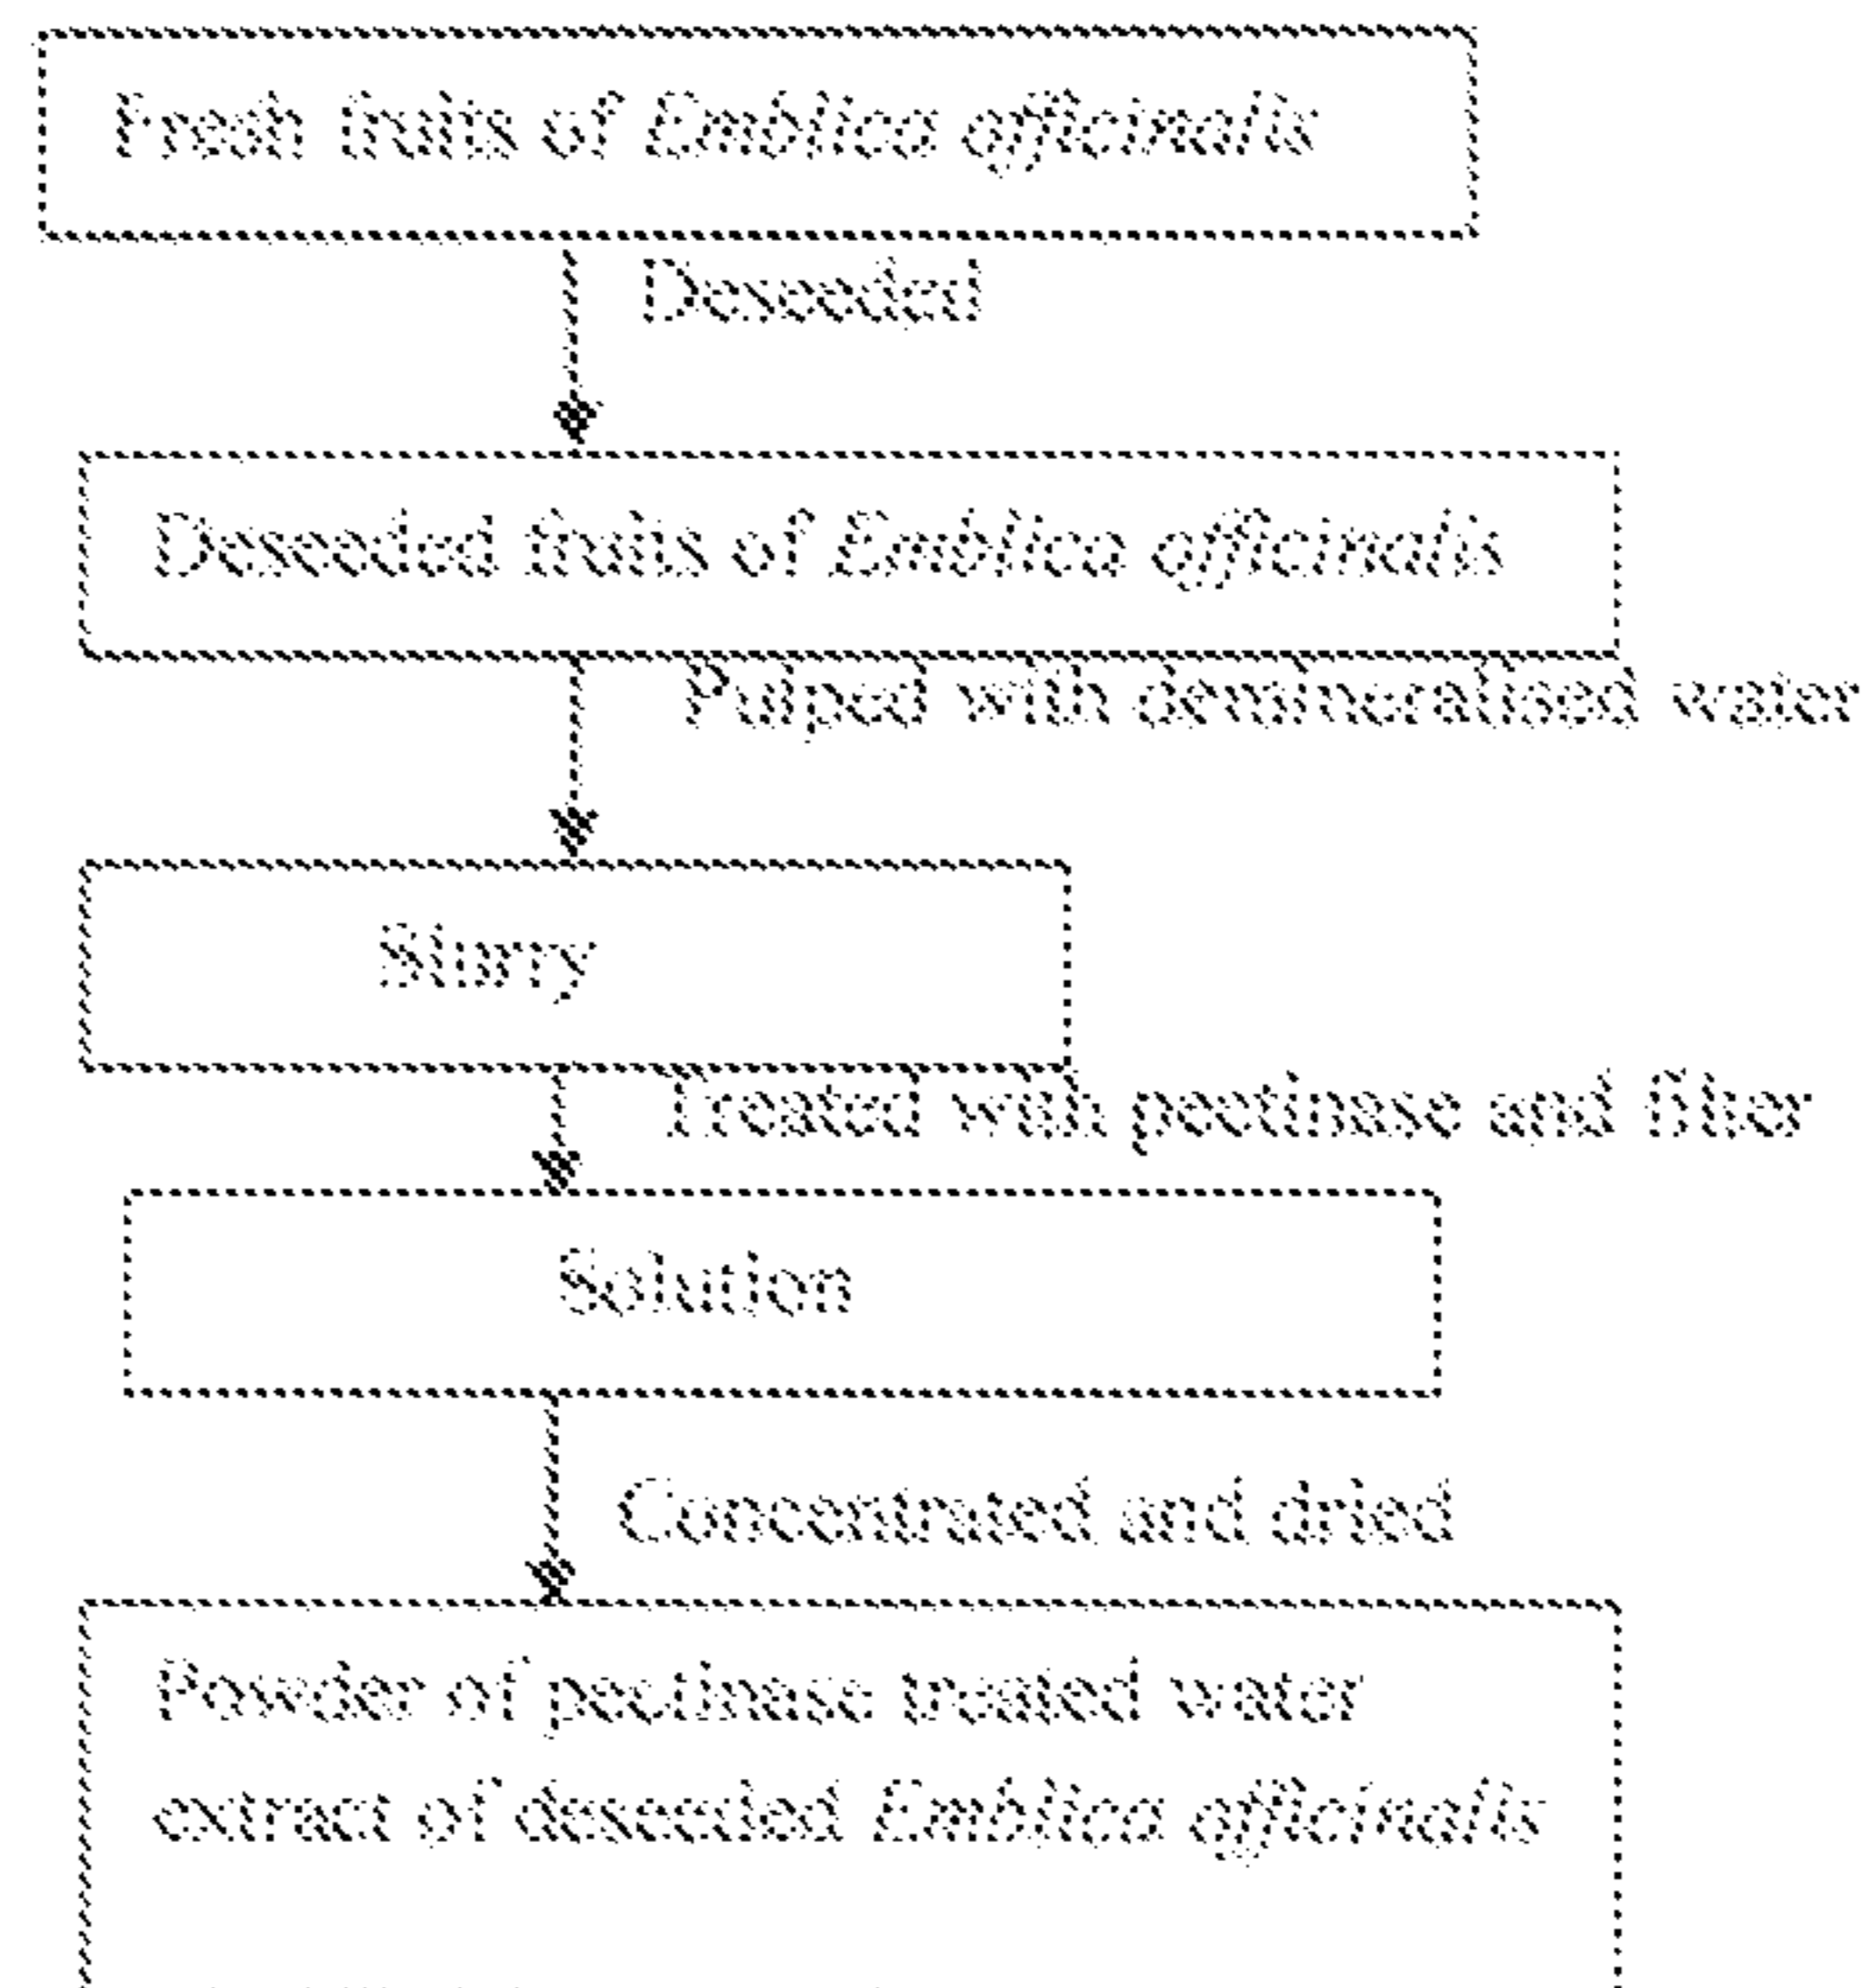 Fresh fruits of Emblica officinalis
Deseeded
Deseeded fruits of Emblica officinalis
Pulped with demineralised water
Slurry
Treated with pectinase and filter
Solution
Concentrated and dried
Powder of pectinase treated water
extract of deseeded Emblica officinalis